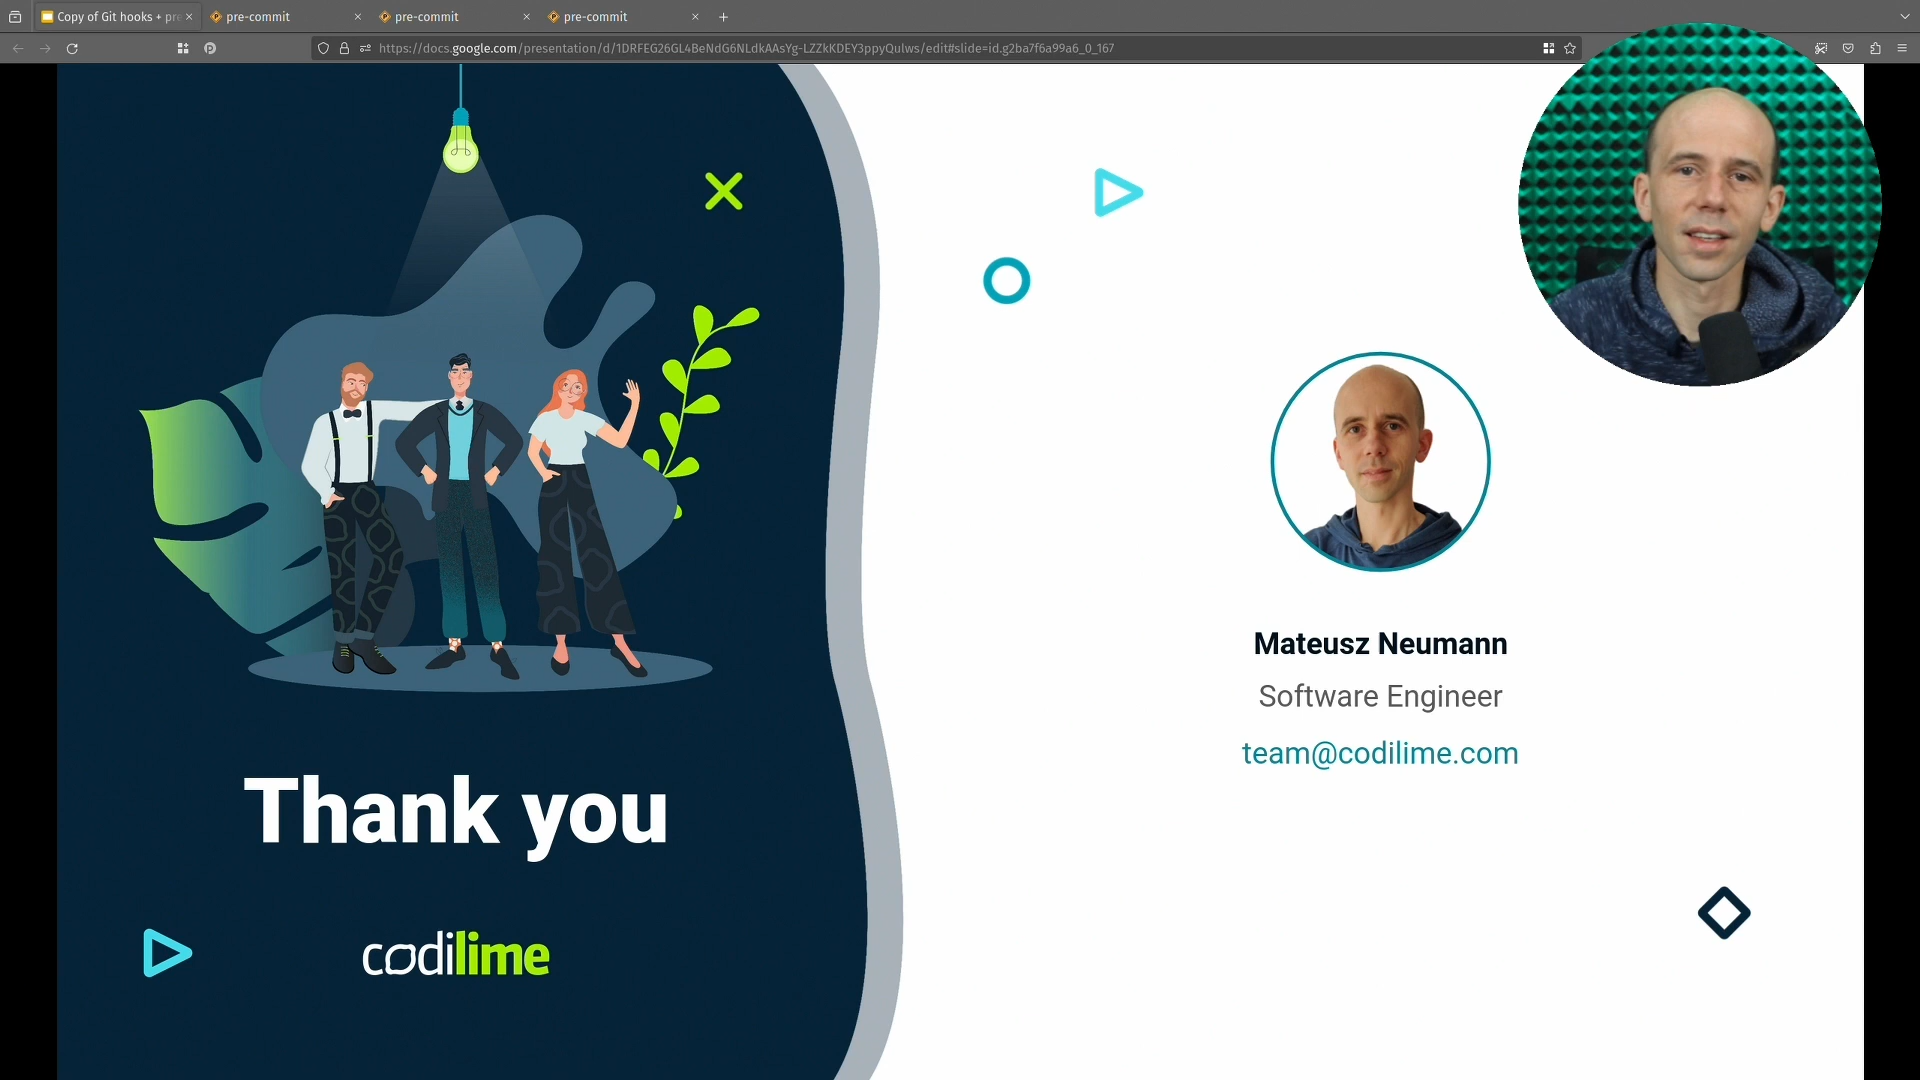 Copy of Git hooks + pre
pre-commit
pre-commit
pre-commit
https://docs.google.com/presentation/d/1DRFEG26GL4BeNdG6NLdkAAsYg-LZZkKDEY3ppyQulws/edit#slide=id.g2ba7f6a99a6_0_167
Mateusz Neumann
Software Engineer
team@codilime.com
Thank you
codilime